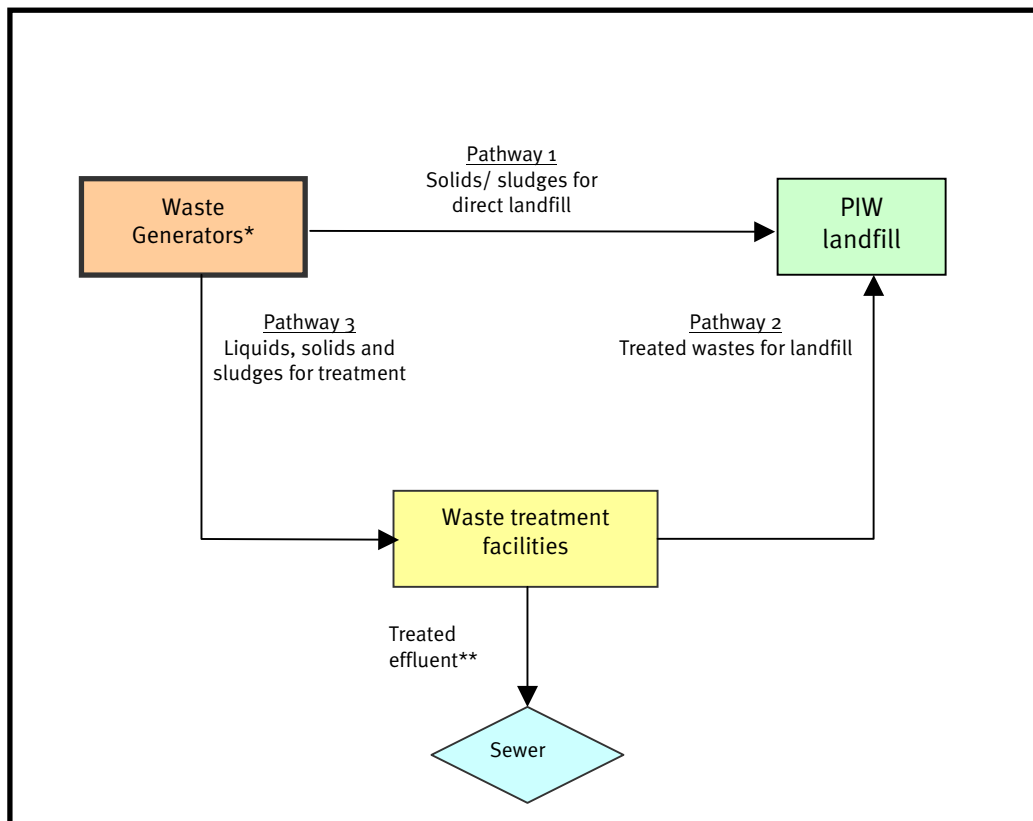 Pathway 1
Solids/ sludges for
direct landfill
Waste
Generators*
PIW
landfill
Pathway 3
Liquids, solids and
sludges for treatment
Pathway 2
Treated wastes for landfill
Waste treatment
facilities
Treated
effluent**
Sewer